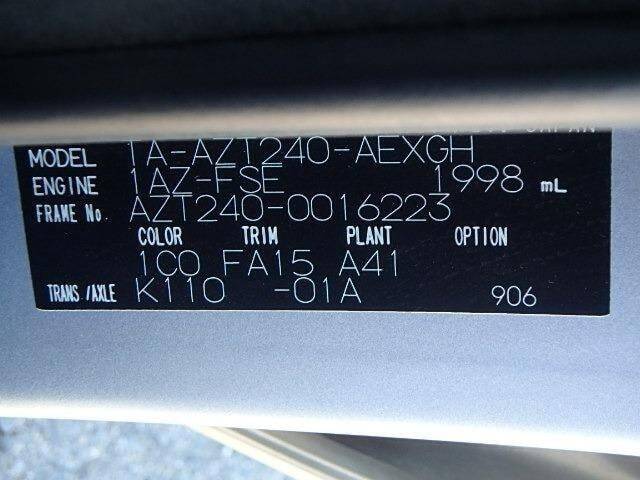 MODEL 1A-AZT240-AEXGH
ENGINE 1AZ-FSE 1998 mL
FRAME No. AZT240-0016223
COLOR TRIM PLANT OPTION
1C0 FA15 A41
TRANS./AXLE K110 -01A 906